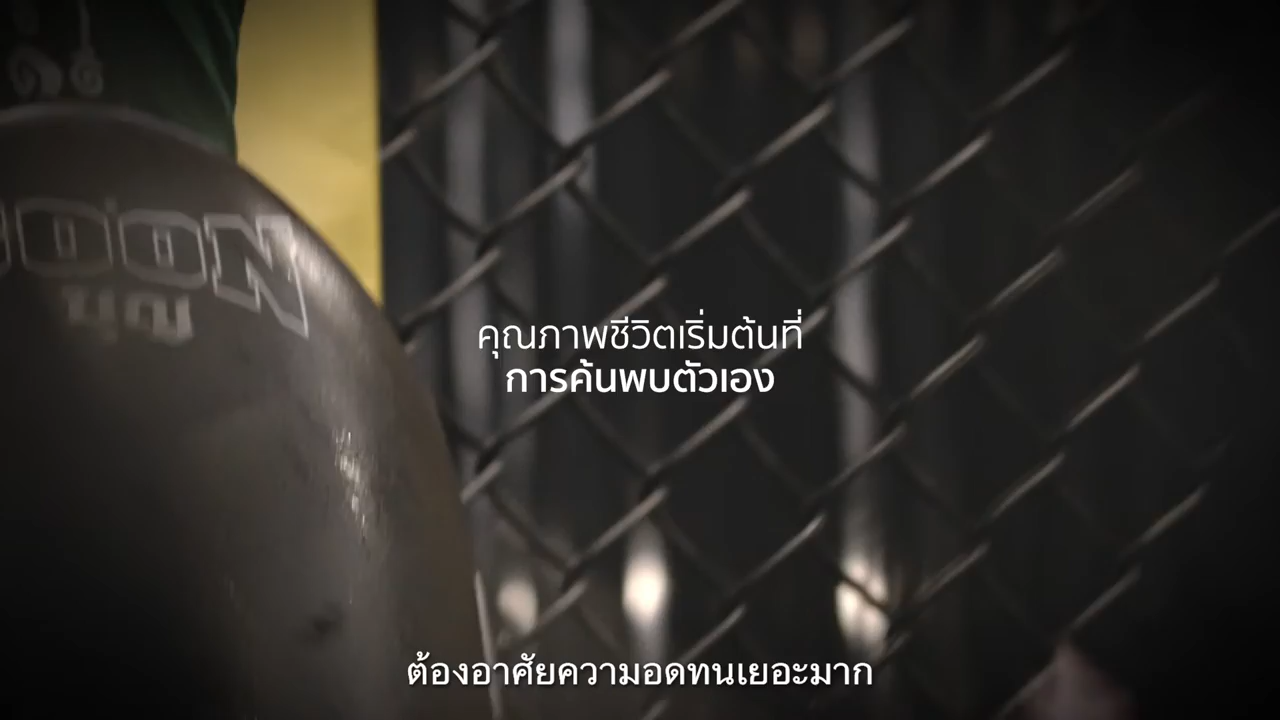 OON
บุญ
คุณภาพชีวิตเริ่มต้นที่
การค้นพบตัวเอง
ต้องอาศัยความอดทนเยอะมาก